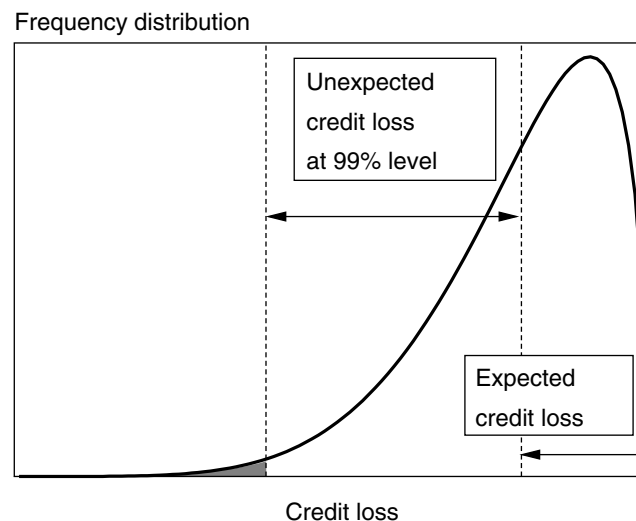 Frequency distribution
Unexpected
credit loss
at 99% level
Expected
credit loss
Credit loss